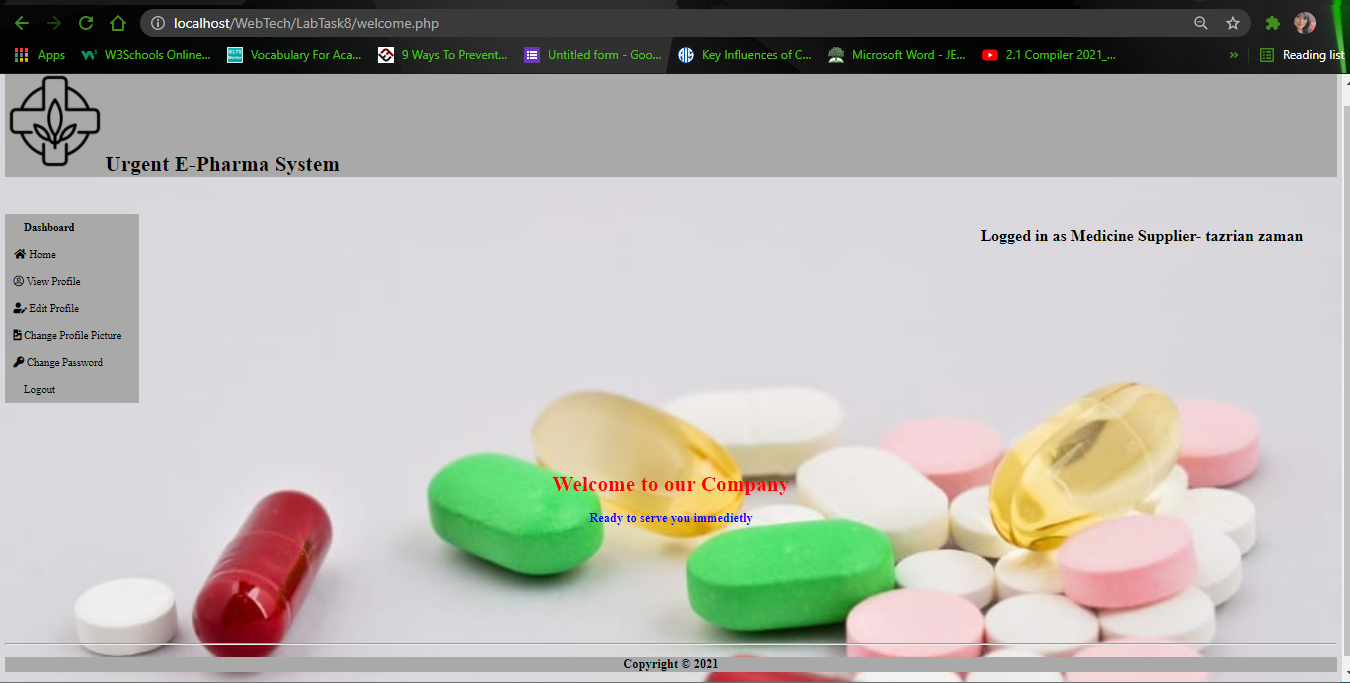 localhost/WebTech/LabTask8/welcome.php
Apps W3Schools Online... Vocabulary For Aca... 9 Ways To Prevent... Untitled form - Goo... Key Influences of C... Microsoft Word - JE... 2.1 Compiler 2021_... » Reading list
Urgent E-Pharma System
Dashboard
Logged in as Medicine Supplier- tazrian zaman
Home
View Profile
Edit Profile
Change Profile Picture
Change Password
Logout
Welcome to our Company
Ready to serve you immedietly
Copyright © 2021